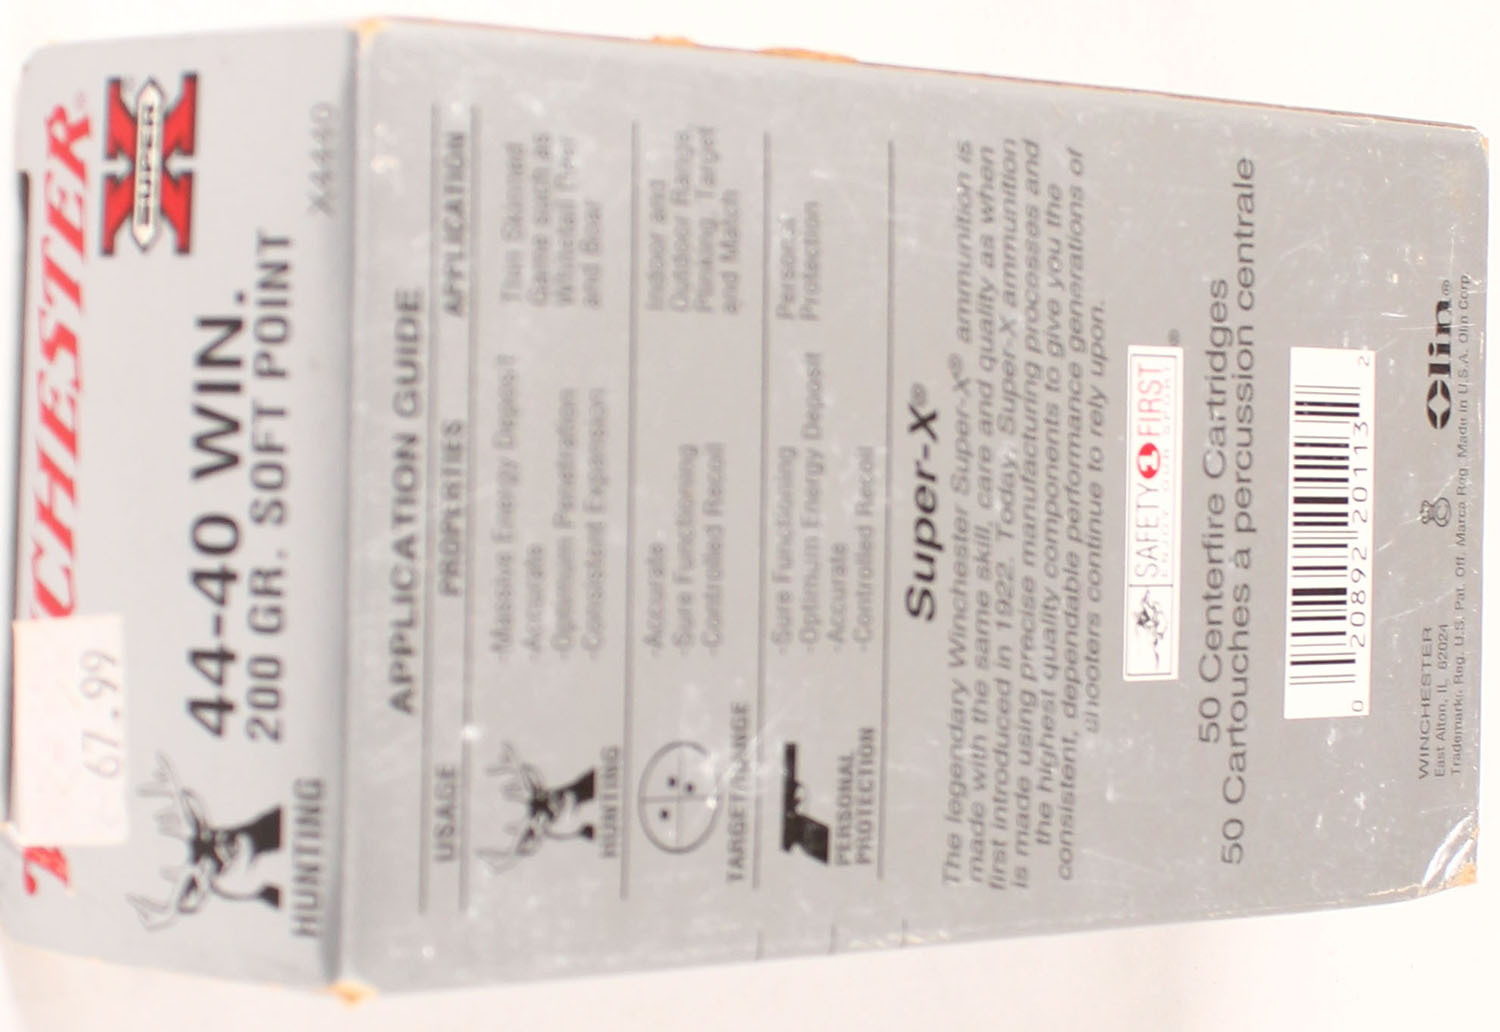 CHESTER®
SUPER X
67.99
44-40 WIN.
200 GR. SOFT POINT
HUNTING
X4440
APPLICATION GUIDE
USAGE PROPERTIES APPLICATION
HUNTING
-Massive Energy Deposit
-Accurate
-Optimum Penetration
-Consistent Expansion
Thin Skinned
Game such as
Whitetail Deer
and Boar
TARGET/RANGE
-Accurate
-Sure Functioning
-Controlled Recoil
Indoor and
Outdoor Range,
Plinking, Target
and Match
PERSONAL
PROTECTION
-Sure Functioning
-Optimum Energy Deposit
-Accurate
-Controlled Recoil
Personal
Protection
Super-X®
The legendary Winchester Super-X® ammunition is
made with the same skill, care and quality as when
first introduced in 1922. Today, Super-X ammunition
is made using precise manufacturing processes and
the highest quality components to give you the
consistent, dependable performance generations of
shooters continue to rely upon.
SAFETY 1 FIRST ®
ENJOY OUR SPORT
50 Centerfire Cartridges
50 Cartouches à percussion centrale
0 20892 20113 2
WINCHESTER
East Alton, IL 62024
Olin®
Trademark: Reg. U.S. Pat. Off. Marca Reg. Made in U.S.A. Olin Corp